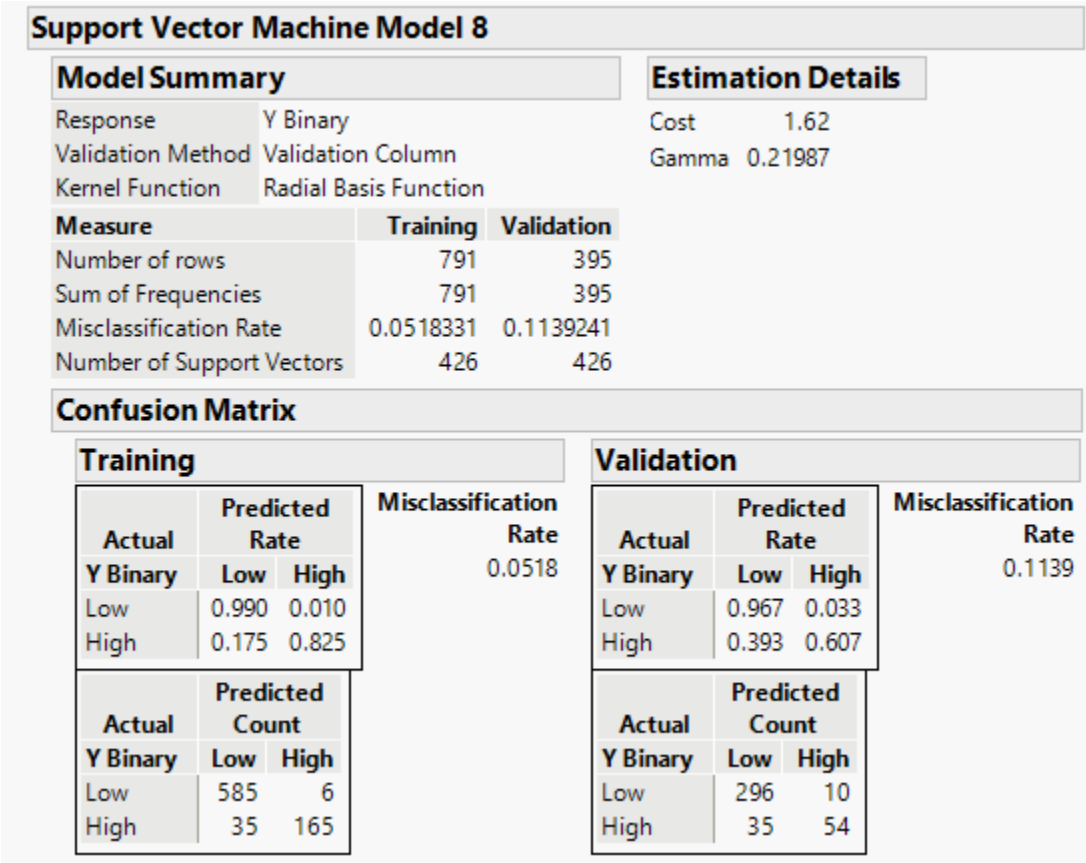 Support Vector Machine Model 8
Model Summary
Response Y Binary
Validation Method Validation Column
Kernel Function Radial Basis Function
Measure Training Validation
Number of rows 791 395
Sum of Frequencies 791 395
Misclassification Rate 0.0518331 0.1139241
Number of Support Vectors 426 426
Estimation Details
Cost 1.62
Gamma 0.21987
Confusion Matrix
Training
Predicted
Actual Rate
Y Binary Low High
Low 0.990 0.010
High 0.175 0.825
Misclassification
Rate
0.0518
Predicted
Actual Count
Y Binary Low High
Low 585 6
High 35 165
Validation
Predicted
Actual Rate
Y Binary Low High
Low 0.967 0.033
High 0.393 0.607
Misclassification
Rate
0.1139
Predicted
Actual Count
Y Binary Low High
Low 296 10
High 35 54